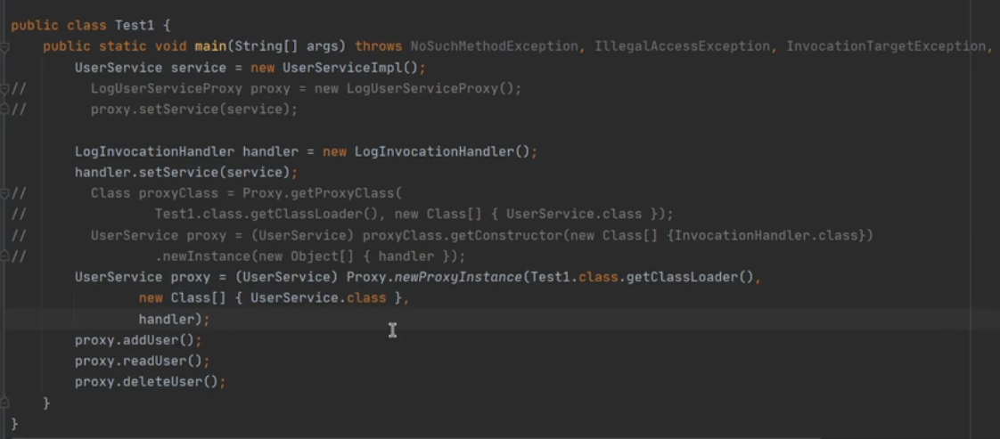 public class Test1 {
    public static void main(String[] args) throws NoSuchMethodException, IllegalAccessException, InvocationTargetException,
        UserService service = new UserServiceImpl();
//        LogUserServiceProxy proxy = new LogUserServiceProxy();
//        proxy.setService(service);
        LogInvocationHandler handler = new LogInvocationHandler();
        handler.setService(service);
//        Class proxyClass = Proxy.getProxyClass(
//                Test1.class.getClassLoader(), new Class[] { UserService.class });
//        UserService proxy = (UserService) proxyClass.getConstructor(new Class[] {InvocationHandler.class})
//                .newInstance(new Object[] { handler });
        UserService proxy = (UserService) Proxy.newProxyInstance(Test1.class.getClassLoader(),
                new Class[] { UserService.class },
                handler);
        proxy.addUser();
        proxy.readUser();
        proxy.deleteUser();
    }
}